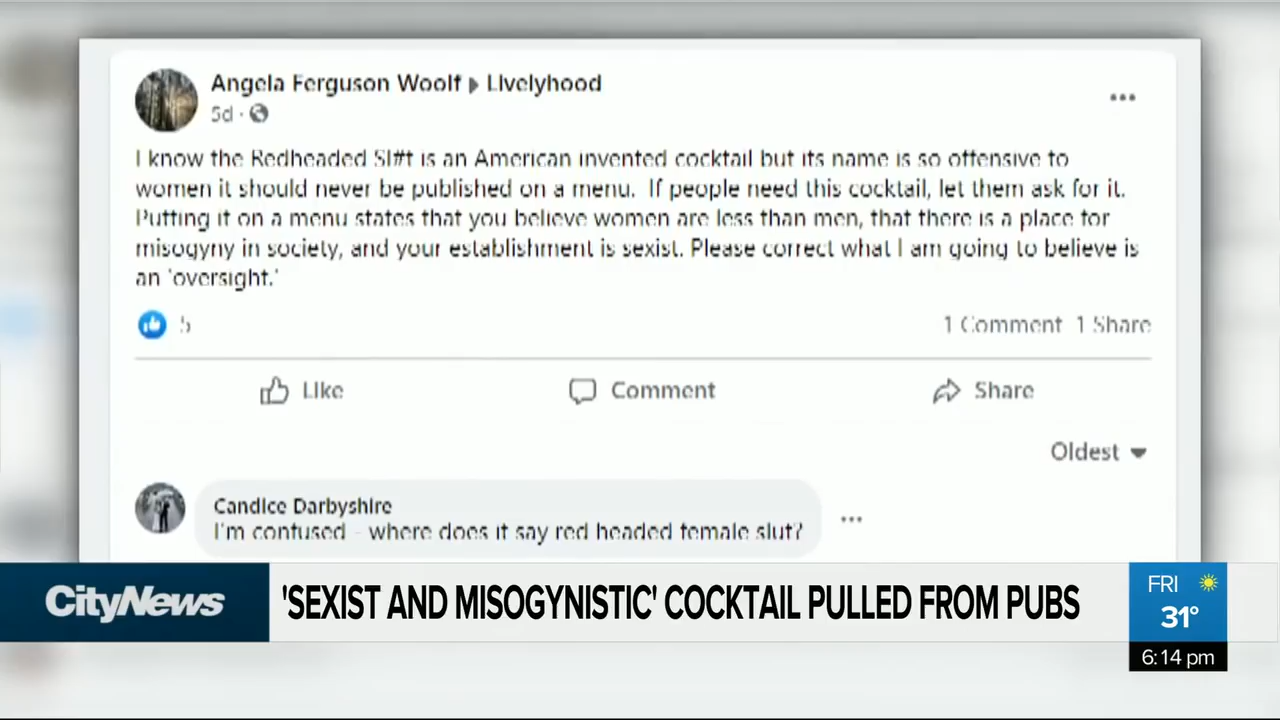 Angela Ferguson Woolf ▶ Livelyhood
5d ·
I know the Redheaded Sl#t is an American invented cocktail but its name is so offensive to
women it should never be published on a menu. If people need this cocktail, let them ask for it.
Putting it on a menu states that you believe women are less than men, that there is a place for
misogyny in society, and your establishment is sexist. Please correct what I am going to believe is
an 'oversight.'
5
1 Comment 1 Share
Like Comment Share
Oldest
Candice Darbyshire
I'm confused - where does it say red headed female slut?
CityNews
'SEXIST AND MISOGYNISTIC' COCKTAIL PULLED FROM PUBS
FRI
31°
6:14 pm